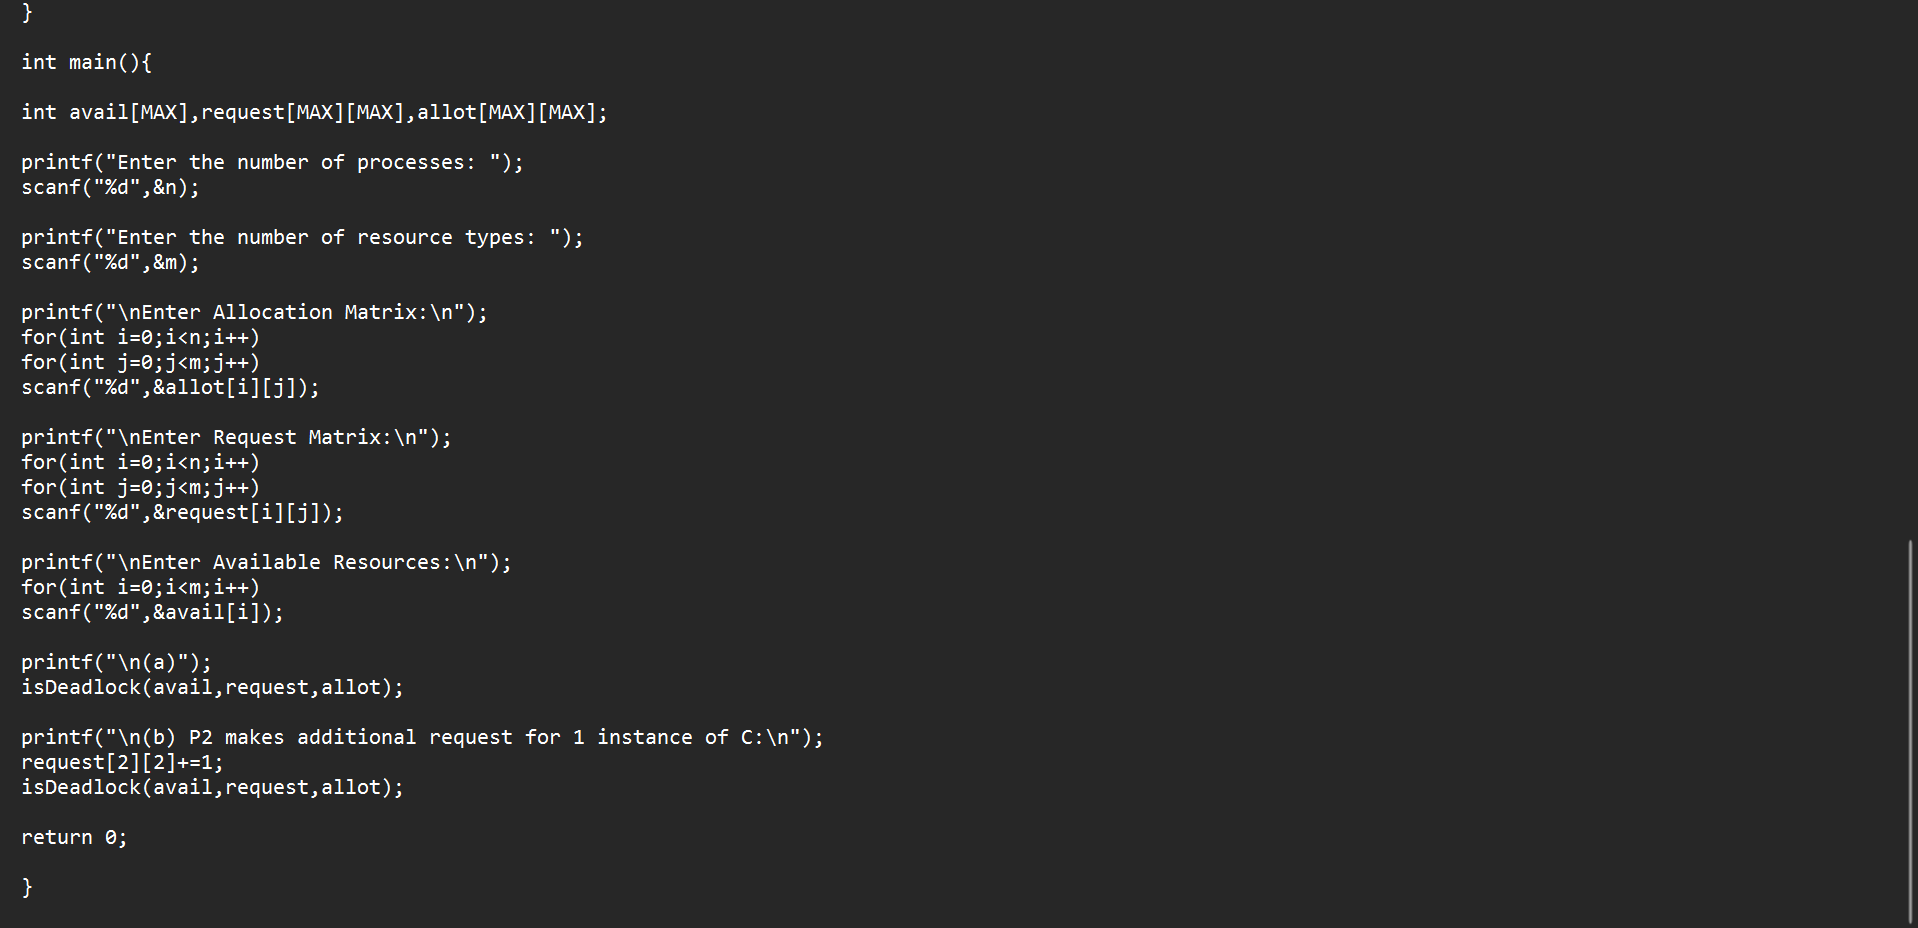 }
int main(){
int avail[MAX],request[MAX][MAX],allot[MAX][MAX];
printf("Enter the number of processes: ");
scanf("%d",&n);
printf("Enter the number of resource types: ");
scanf("%d",&m);
printf("\nEnter Allocation Matrix:\n");
for(int i=0;i<n;i++)
for(int j=0;j<m;j++)
scanf("%d",&allot[i][j]);
printf("\nEnter Request Matrix:\n");
for(int i=0;i<n;i++)
for(int j=0;j<m;j++)
scanf("%d",&request[i][j]);
printf("\nEnter Available Resources:\n");
for(int i=0;i<m;i++)
scanf("%d",&avail[i]);
printf("\n(a)");
isDeadlock(avail,request,allot);
printf("\n(b) P2 makes additional request for 1 instance of C:\n");
request[2][2]+=1;
isDeadlock(avail,request,allot);
return 0;
}